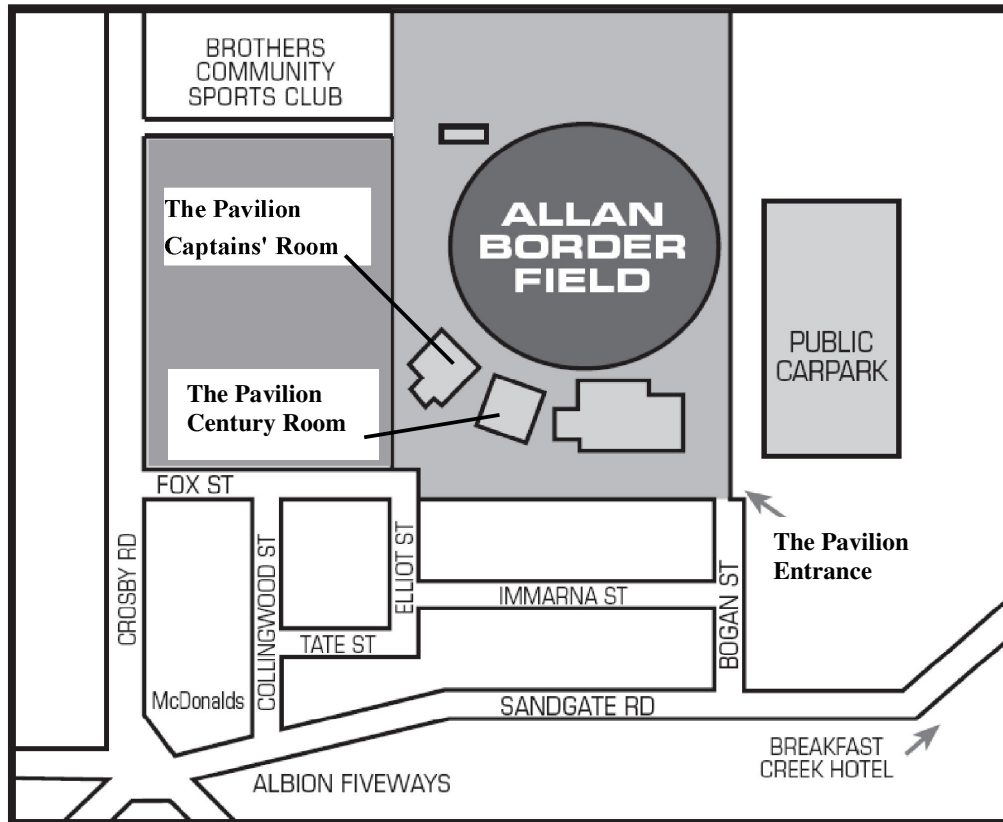 BROTHERS
COMMUNITY
SPORTS CLUB
The Pavilion
Captains' Room
ALLAN
BORDER
FIELD
PUBLIC
CARPARK
The Pavilion
Century Room
FOX ST
CROSBY RD
COLLINGWOOD ST
ELLIOT ST
IMMARNA ST
BOGAN ST
The Pavilion
Entrance
TATE ST
McDonalds
SANDGATE RD
BREAKFAST
CREEK HOTEL
ALBION FIVEWAYS